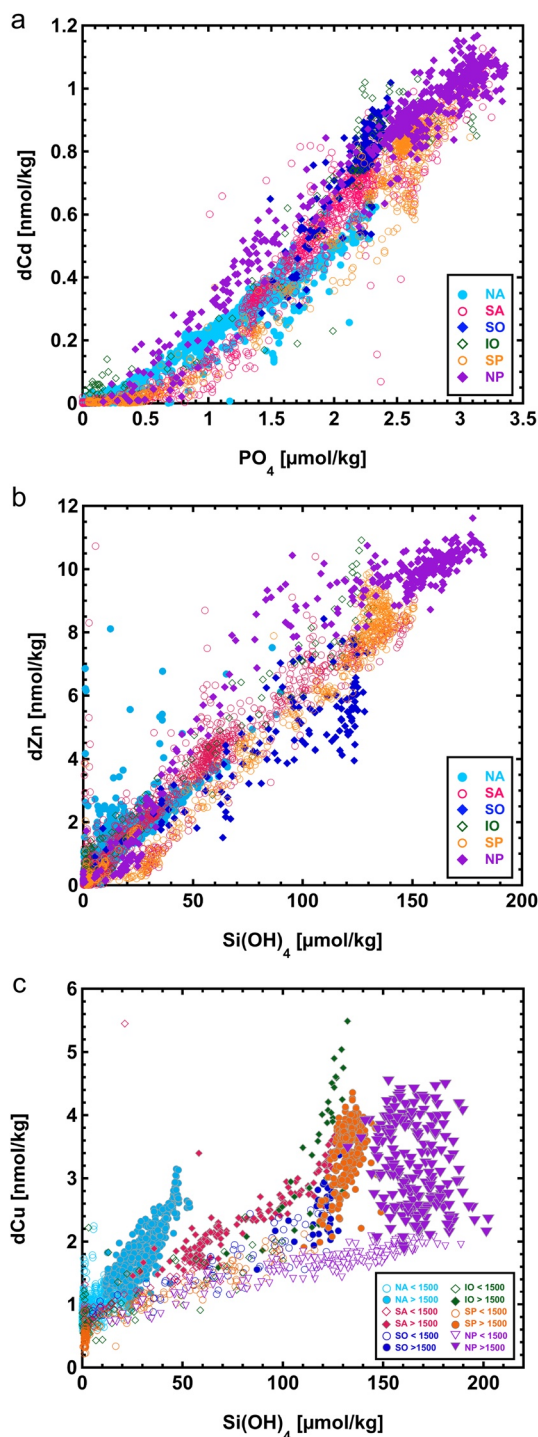 a
1.2
1
0.8
0.6
0.4
0.2
0
dCd [nmol/kg]
NA
SA
SO
IO
SP
NP
0 0.5 1 1.5 2 2.5 3 3.5
PO4 [µmol/kg]
b
12
10
8
6
4
2
0
dZn [nmol/kg]
NA
SA
SO
IO
SP
NP
0 50 100 150 200
Si(OH)4 [µmol/kg]
c
6
5
4
3
2
1
0
dCu [nmol/kg]
NA < 1500 IO < 1500
NA > 1500 IO > 1500
SA < 1500 SP < 1500
SA > 1500 SP > 1500
SO < 1500 NP < 1500
SO >1500 NP >1500
0 50 100 150 200
Si(OH)4 [µmol/kg]